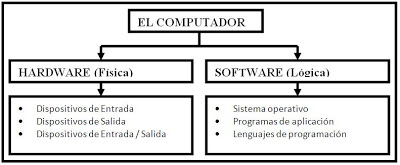 EL COMPUTADOR
HARDWARE (Física)
SOFTWARE (Lógica)
• Dispositivos de Entrada
• Dispositivos de Salida
• Dispositivos de Entrada / Salida
• Sistema operativo
• Programas de aplicación
• Lenguajes de programación